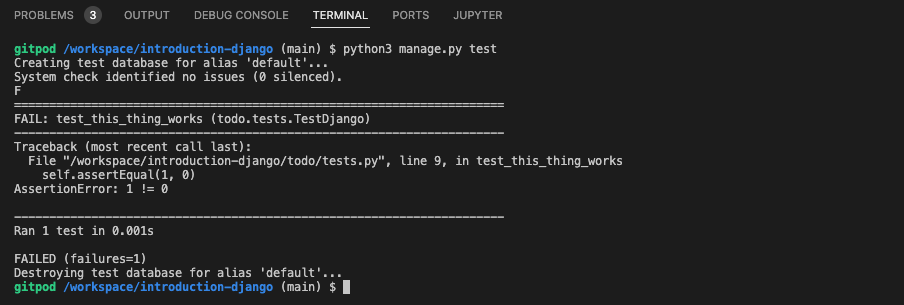 PROBLEMS 3 OUTPUT DEBUG CONSOLE TERMINAL PORTS JUPYTER
gitpod /workspace/introduction-django (main) $ python3 manage.py test
Creating test database for alias 'default'...
System check identified no issues (0 silenced).
F
======================================================================
FAIL: test_this_thing_works (todo.tests.TestDjango)
----------------------------------------------------------------------
Traceback (most recent call last):
  File "/workspace/introduction-django/todo/tests.py", line 9, in test_this_thing_works
    self.assertEqual(1, 0)
AssertionError: 1 != 0
----------------------------------------------------------------------
Ran 1 test in 0.001s
FAILED (failures=1)
Destroying test database for alias 'default'...
gitpod /workspace/introduction-django (main) $